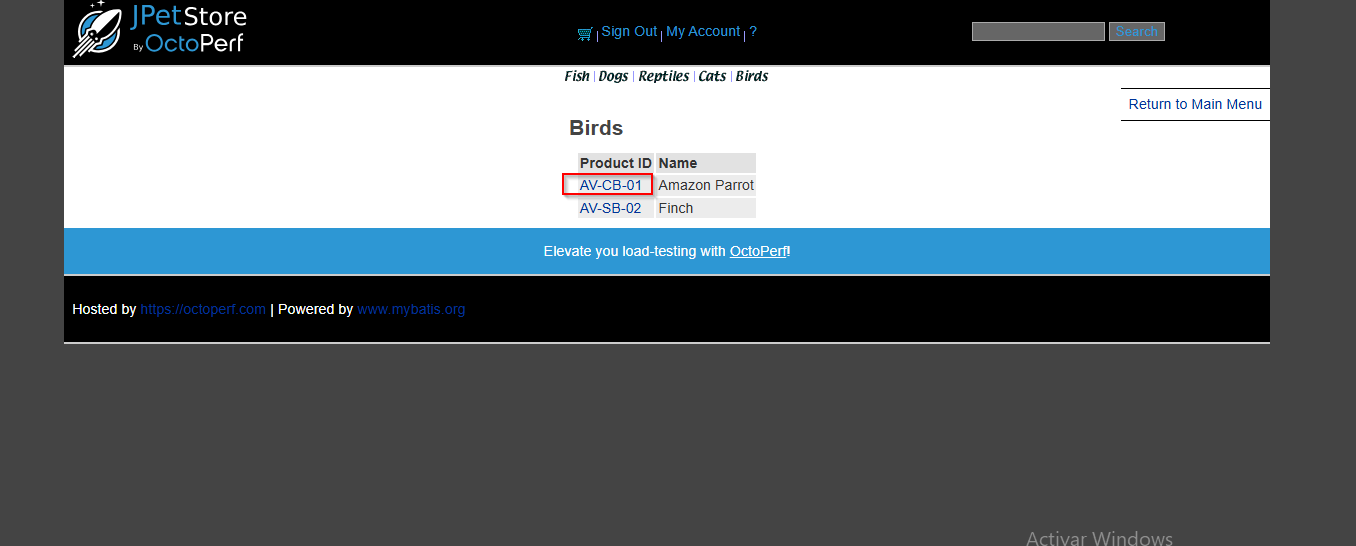 JPetStore
By OctoPerf
Sign Out | My Account | ?
Search
Fish | Dogs | Reptiles | Cats | Birds
Return to Main Menu
Birds
Product ID Name
AV-CB-01 Amazon Parrot
AV-SB-02 Finch
Elevate you load-testing with OctoPerf!
Hosted by https://octoperf.com | Powered by www.mybatis.org
Activar Windows